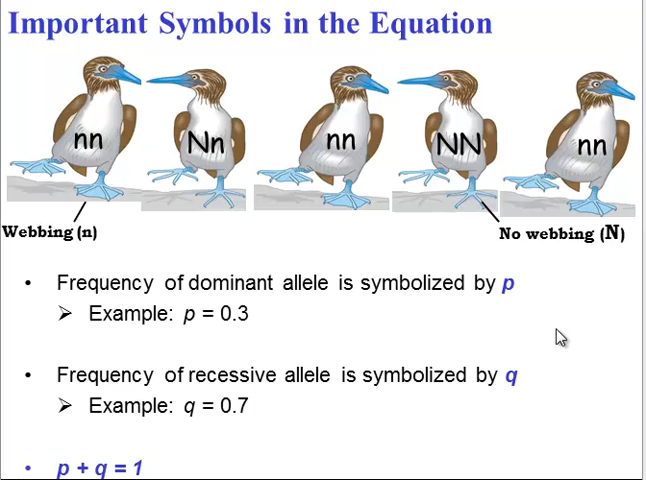 Important Symbols in the Equation
nn Nn nn NN nn
Webbing (n)
No webbing (N)
• Frequency of dominant allele is symbolized by p
➢ Example: p = 0.3
• Frequency of recessive allele is symbolized by q
➢ Example: q = 0.7
• p + q = 1